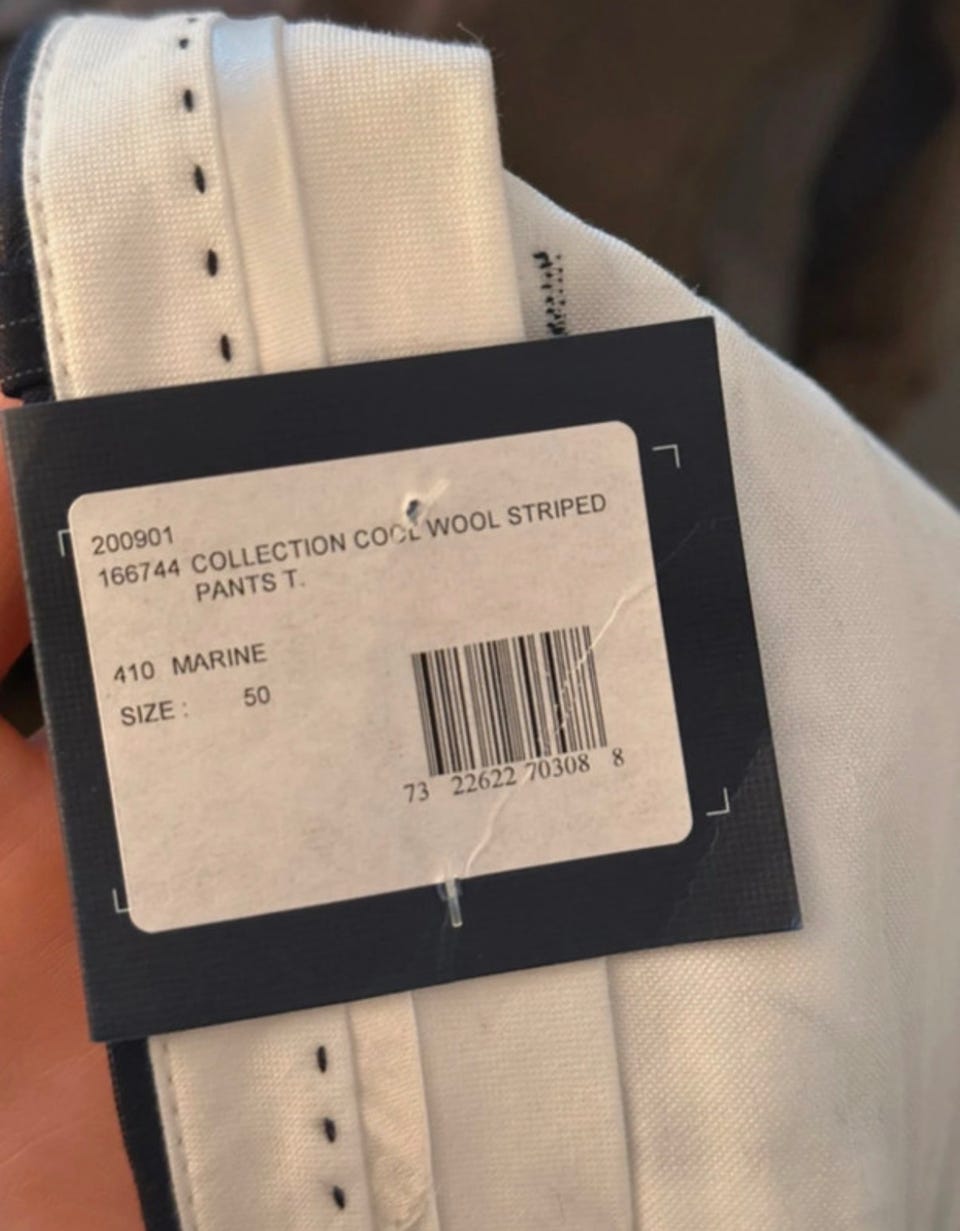 200901
166744 COLLECTION COOL WOOL STRIPED
PANTS T.
410 MARINE
SIZE : 50
73 22622 70308 8